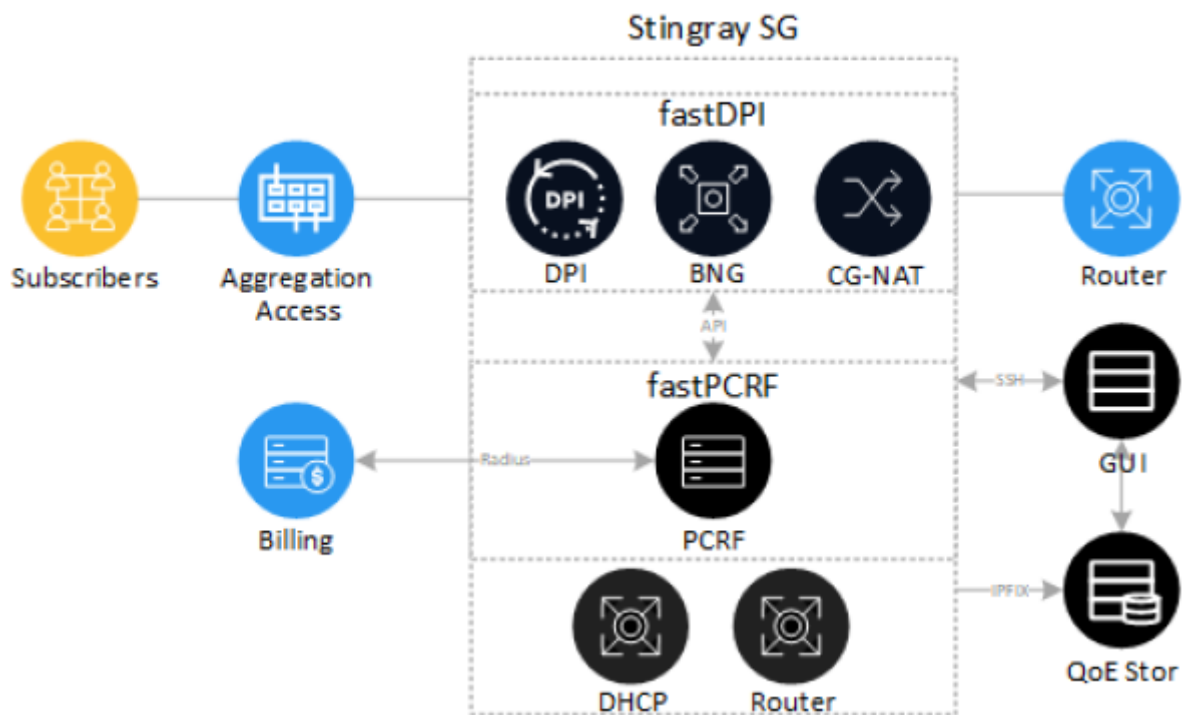 Stingray SG
fastDPI
DPI
DPI
BNG
CG-NAT
Subscribers
Aggregation
Access
Router
API
fastPCRF
SSH
GUI
Radius
Billing
PCRF
IPFIX
DHCP
Router
QoE Stor